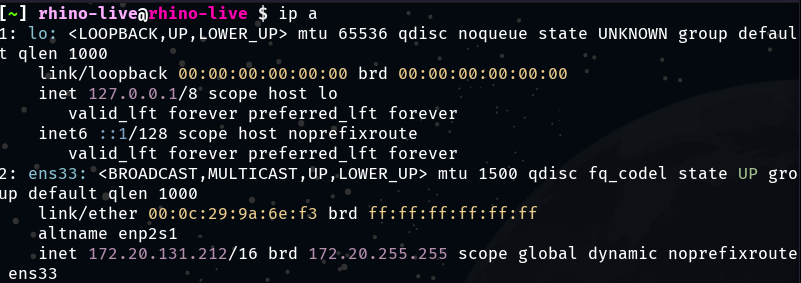 [~] rhino-live@rhino-live $ ip a
1: lo: <LOOPBACK,UP,LOWER_UP> mtu 65536 qdisc noqueue state UNKNOWN group defaul
t qlen 1000
    link/loopback 00:00:00:00:00:00 brd 00:00:00:00:00:00
    inet 127.0.0.1/8 scope host lo
       valid_lft forever preferred_lft forever
    inet6 ::1/128 scope host noprefixroute
       valid_lft forever preferred_lft forever
2: ens33: <BROADCAST,MULTICAST,UP,LOWER_UP> mtu 1500 qdisc fq_codel state UP gro
up default qlen 1000
    link/ether 00:0c:29:9a:6e:f3 brd ff:ff:ff:ff:ff:ff
    altname enp2s1
    inet 172.20.131.212/16 brd 172.20.255.255 scope global dynamic noprefixroute
 ens33